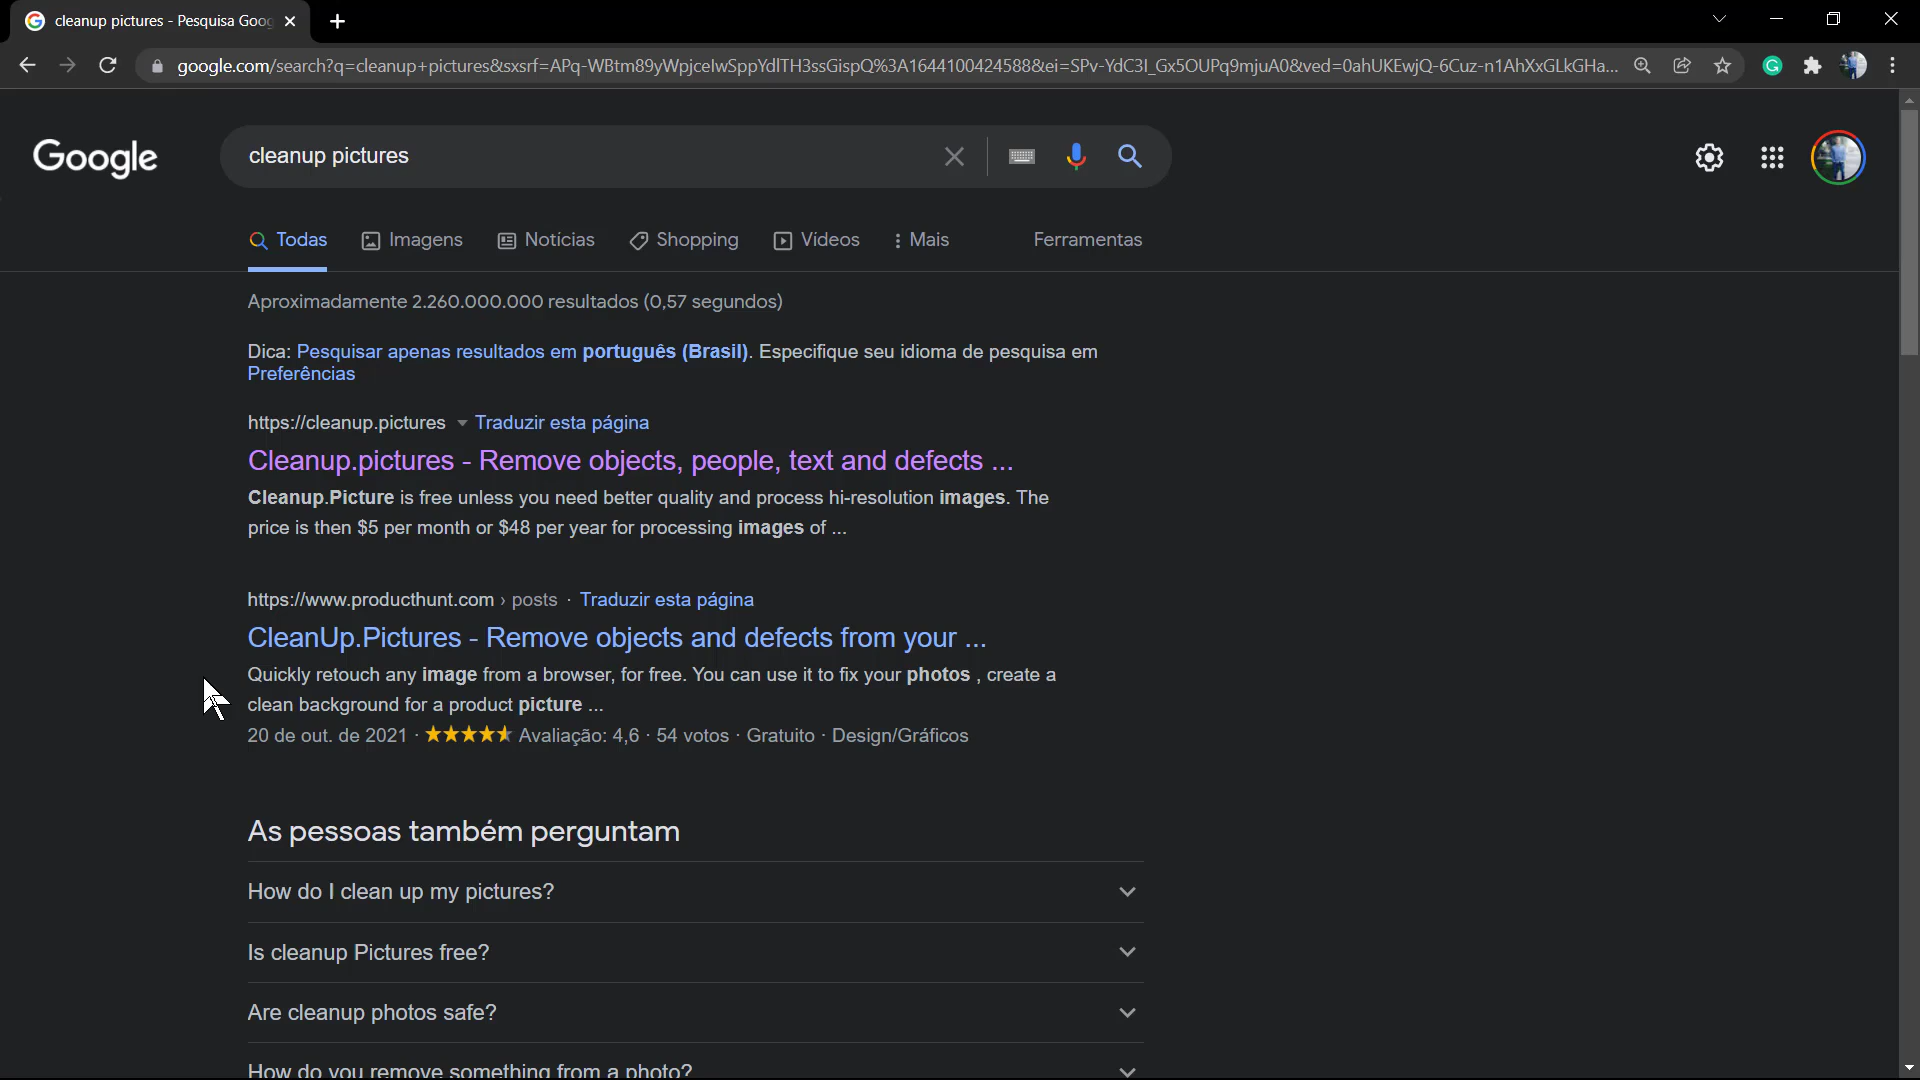 cleanup pictures - Pesquisa Goog
google.com/search?q=cleanup+pictures&sxsrf=APq-WBtm89yWpjcelwSppYdlTH3ssGispQ%3A1644100424588&ei=SPv-YdC3I_Gx5OUPq9mjuA0&ved=0ahUKEwjQ-6Cuz-n1AhXxGLkGHa...
Google
cleanup pictures
Todas
Imagens
Notícias
Shopping
Vídeos
Mais
Ferramentas
Aproximadamente 2.260.000.000 resultados (0,57 segundos)
Dica: Pesquisar apenas resultados em português (Brasil). Especifique seu idioma de pesquisa em
Preferências
https://cleanup.pictures Traduzir esta página
Cleanup.pictures - Remove objects, people, text and defects ...
Cleanup.Picture is free unless you need better quality and process hi-resolution images. The
price is then $5 per month or $48 per year for processing images of ...
https://www.producthunt.com › posts · Traduzir esta página
CleanUp.Pictures - Remove objects and defects from your ...
Quickly retouch any image from a browser, for free. You can use it to fix your photos , create a
clean background for a product picture ...
20 de out. de 2021 · Avaliação: 4,6 · 54 votos · Gratuito · Design/Gráficos
As pessoas também perguntam
How do I clean up my pictures?
Is cleanup Pictures free?
Are cleanup photos safe?
How do you remove something from a photo?